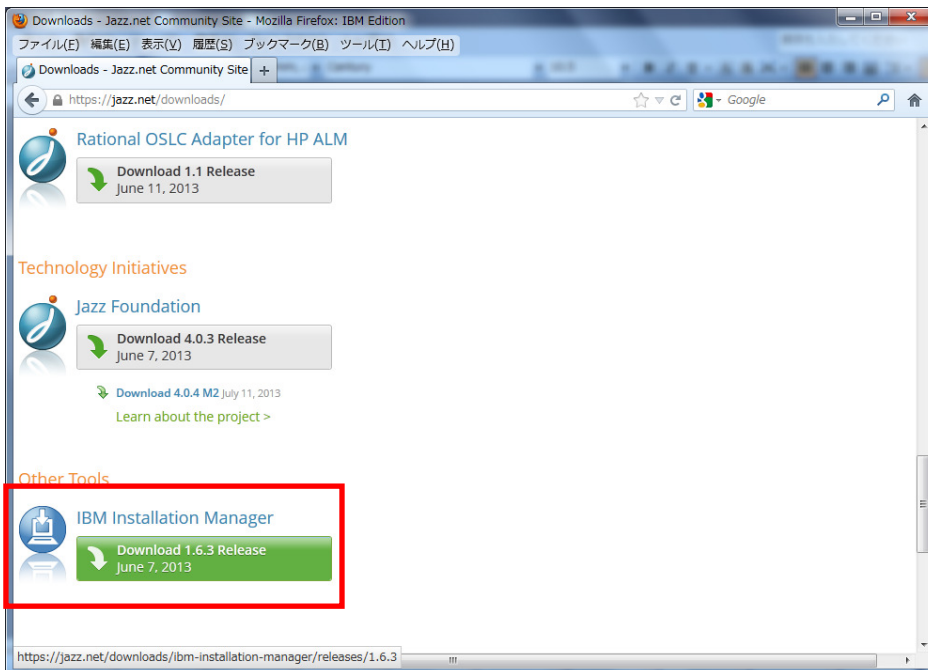 Downloads - Jazz.net Community Site - Mozilla Firefox: IBM Edition
ファイル(F) 編集(E) 表示(V) 履歴(S) ブックマーク(B) ツール(T) ヘルプ(H)
Downloads - Jazz.net Community Site +
https://jazz.net/downloads/ Google
Rational OSLC Adapter for HP ALM
Download 1.1 Release
June 11, 2013
Technology Initiatives
Jazz Foundation
Download 4.0.3 Release
June 7, 2013
Download 4.0.4 M2 July 11, 2013
Learn about the project >
Other Tools
IBM Installation Manager
Download 1.6.3 Release
June 7, 2013
https://jazz.net/downloads/ibm-installation-manager/releases/1.6.3